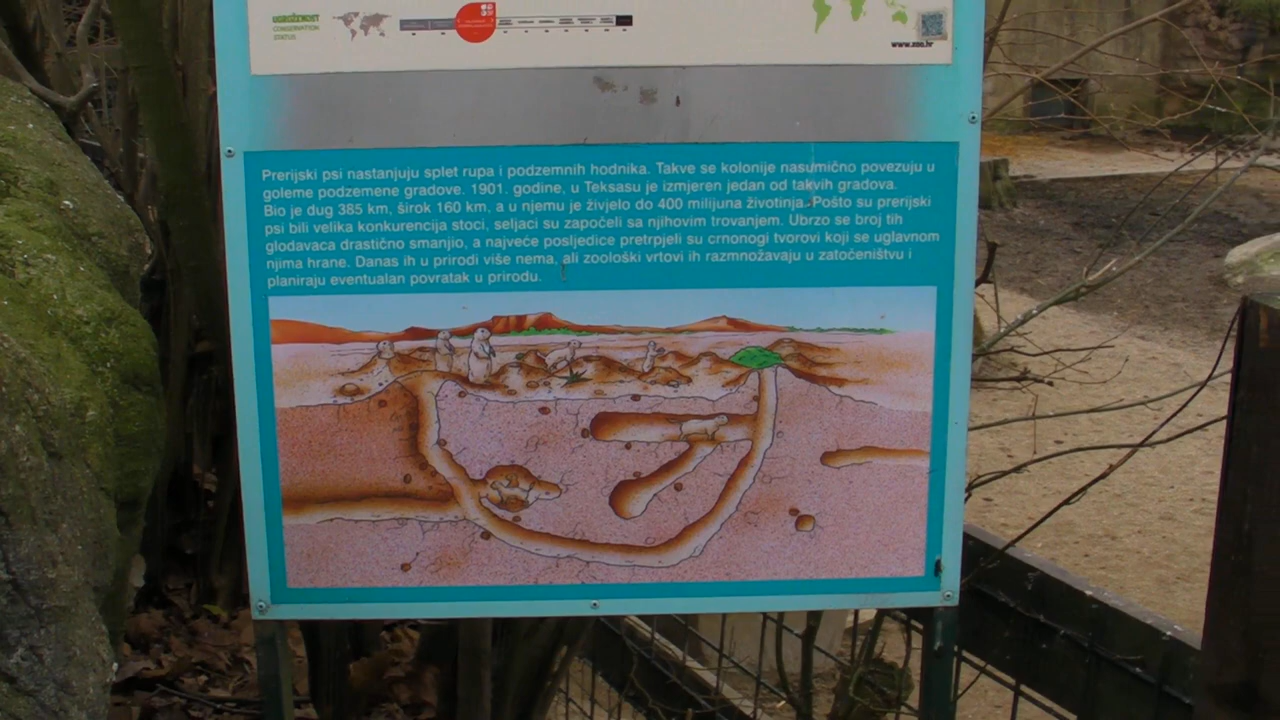 UGROŽENOST
CONSERVATION
STATUS
www.zoo.hr
Prerijski psi nastanjuju splet rupa i podzemnih hodnika. Takve se kolonije nasumično povezuju u
goleme podzemene gradove. 1901. godine, u Teksasu je izmjeren jedan od takvih gradova.
Bio je dug 385 km, širok 160 km, a u njemu je živjelo do 400 milijuna životinja. Pošto su prerijski
psi bili velika konkurencija stoci, seljaci su započeli sa njihovim trovanjem. Ubrzo se broj tih
glodavaca drastično smanjio, a najveće posljedice pretrpjeli su crnonogi tvorovi koji se uglavnom
njima hrane. Danas ih u prirodi više nema, ali zoološki vrtovi ih razmnožavaju u zatočeništvu i
planiraju eventualan povratak u prirodu.